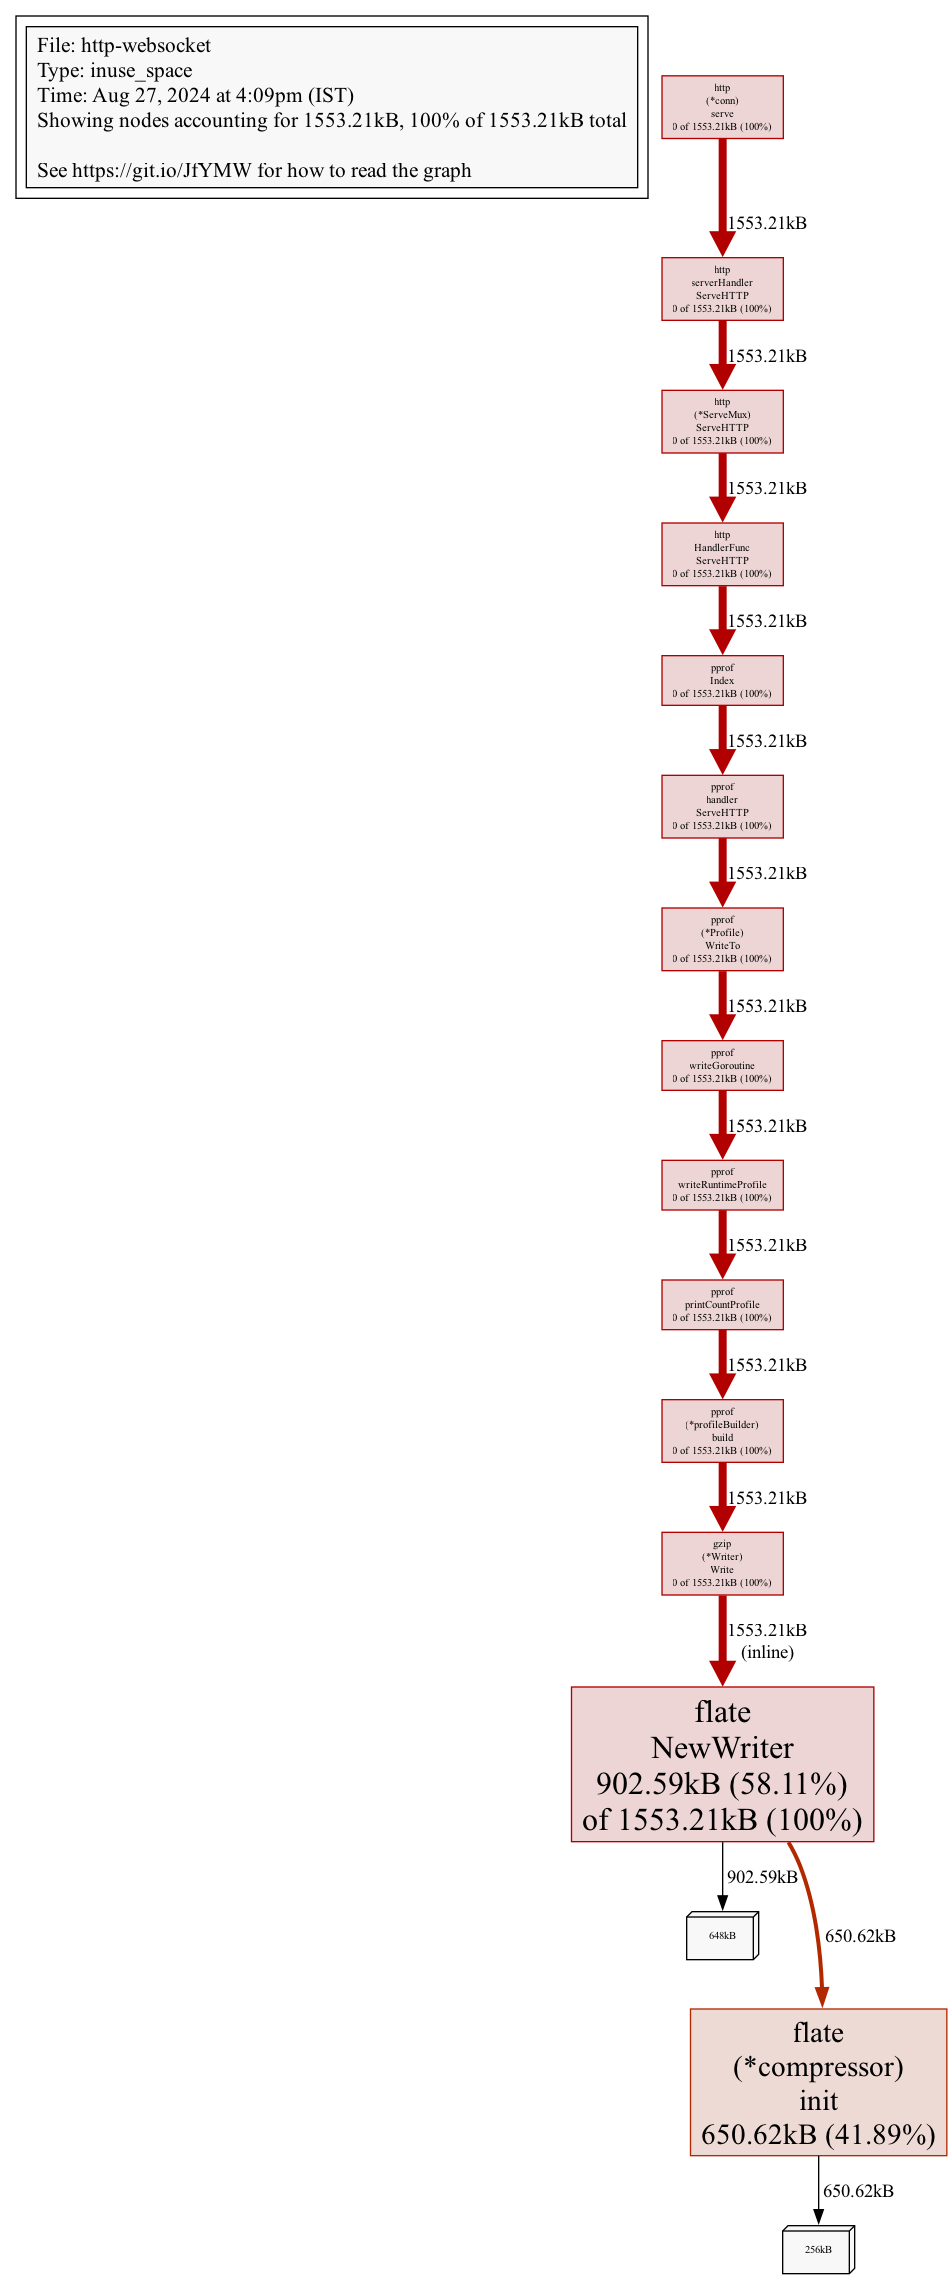 File: http-websocket
Type: inuse_space
Time: Aug 27, 2024 at 4:09pm (IST)
Showing nodes accounting for 1553.21kB, 100% of 1553.21kB total
See https://git.io/JfYMW for how to read the graph
http
(*conn)
serve
0 of 1553.21kB (100%)
1553.21kB
http
serverHandler
ServeHTTP
0 of 1553.21kB (100%)
1553.21kB
http
(*ServeMux)
ServeHTTP
0 of 1553.21kB (100%)
1553.21kB
http
HandlerFunc
ServeHTTP
0 of 1553.21kB (100%)
1553.21kB
pprof
Index
0 of 1553.21kB (100%)
1553.21kB
pprof
handler
ServeHTTP
0 of 1553.21kB (100%)
1553.21kB
pprof
(*Profile)
WriteTo
0 of 1553.21kB (100%)
1553.21kB
pprof
writeGoroutine
0 of 1553.21kB (100%)
1553.21kB
pprof
writeRuntimeProfile
0 of 1553.21kB (100%)
1553.21kB
pprof
printCountProfile
0 of 1553.21kB (100%)
1553.21kB
pprof
(*profileBuilder)
build
0 of 1553.21kB (100%)
1553.21kB
gzip
(*Writer)
Write
0 of 1553.21kB (100%)
1553.21kB
(inline)
flate
NewWriter
902.59kB (58.11%)
of 1553.21kB (100%)
902.59kB
648kB
650.62kB
flate
(*compressor)
init
650.62kB (41.89%)
650.62kB
256kB